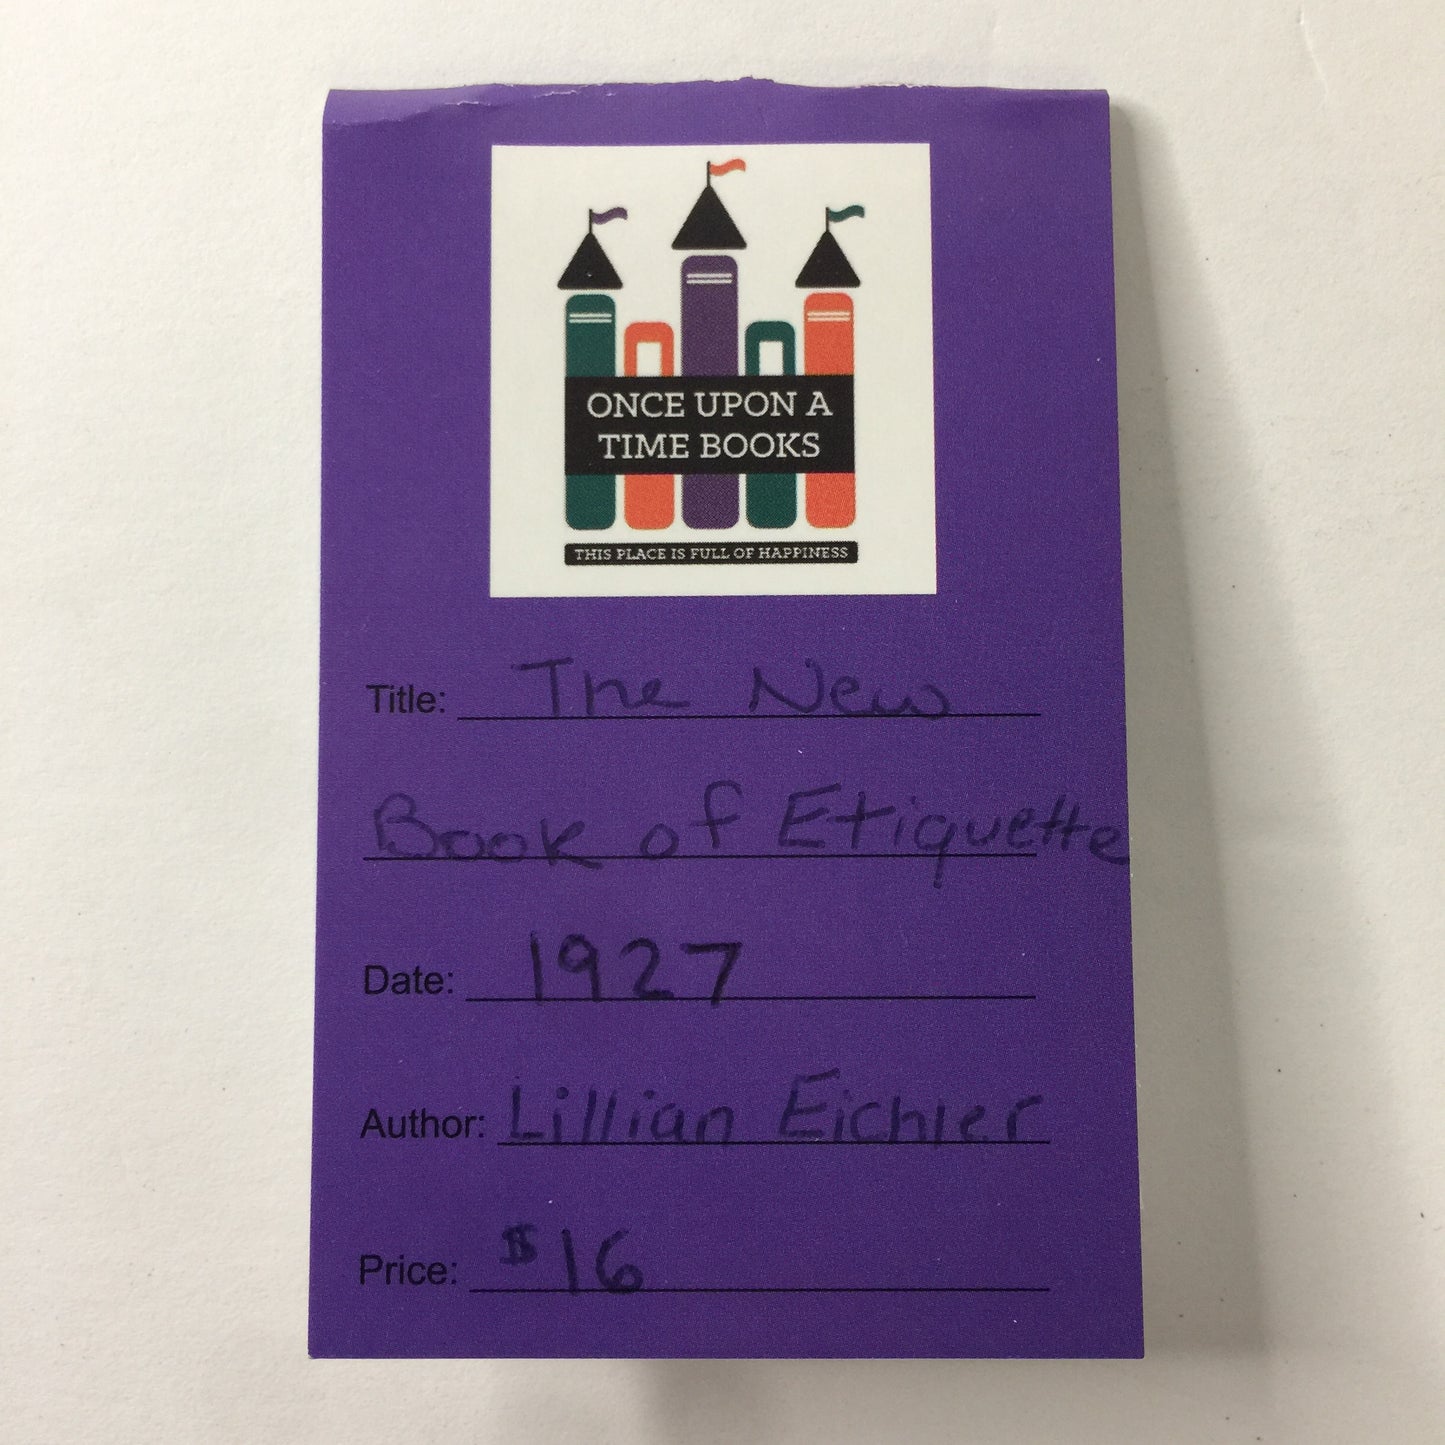 ONCE UPON A
TIME BOOKS
THIS PLACE IS FULL OF HAPPINESS
Title: The New
Book of Etiquette
Date: 1927
Author: Lillian Eichler
Price: $16